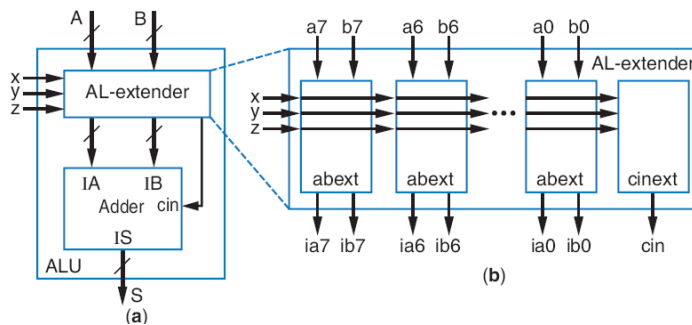 A B
x
y
z
AL-extender
IA IB
Adder cin
IS
ALU
S
(a)
a7 b7 a6 b6 a0 b0
AL-extender
x
y
z
abext abext abext cinext
ia7 ib7 ia6 ib6 ia0 ib0 cin
(b)